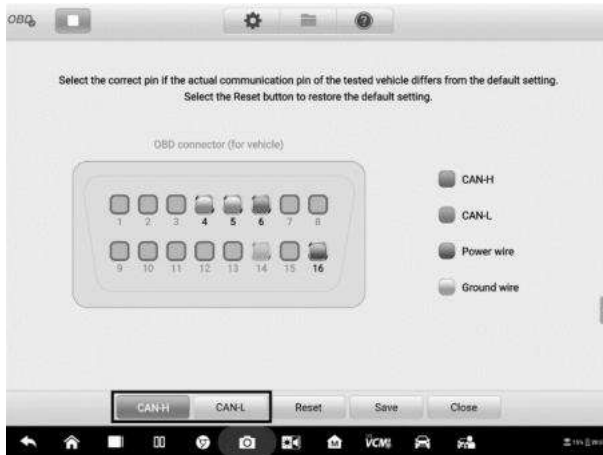 OBD
Select the correct pin if the actual communication pin of the tested vehicle differs from the default setting.
Select the Reset button to restore the default setting.
OBD connector (for vehicle)
1 2 3 4 5 6 7 8
9 10 11 12 13 14 15 16
CAN-H
CAN-L
Power wire
Ground wire
CAN-H CAN-L Reset Save Close
VCMI